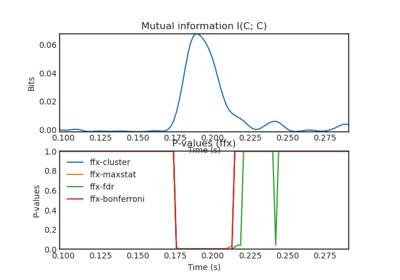 Mutual information I(C; C)
0.06
0.04
0.02
0.00
Bits
0.100 0.125 0.150 0.175 0.200 0.225 0.250 0.275
Time (s)
P-values (ffx)
1.0
0.8
0.6
0.4
0.2
0.0
P-values
ffx-cluster
ffx-maxstat
ffx-fdr
ffx-bonferroni
0.100 0.125 0.150 0.175 0.200 0.225 0.250 0.275
Time (s)